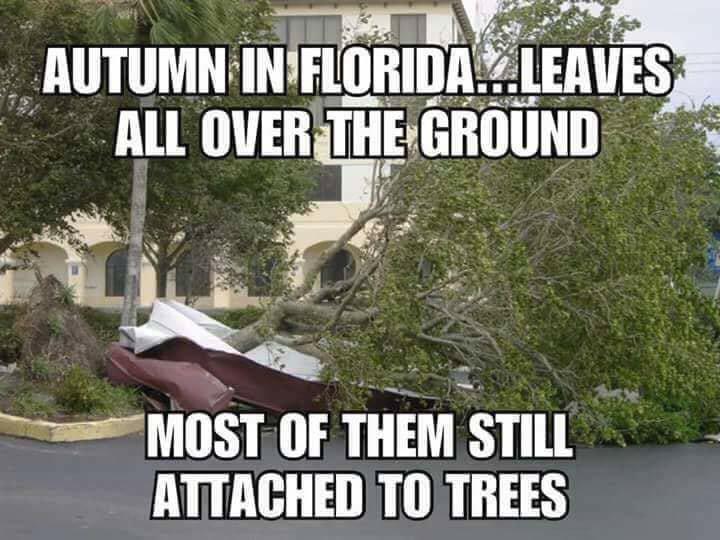 AUTUMN IN FLORIDA...LEAVES
ALL OVER THE GROUND
MOST OF THEM STILL
ATTACHED TO TREES